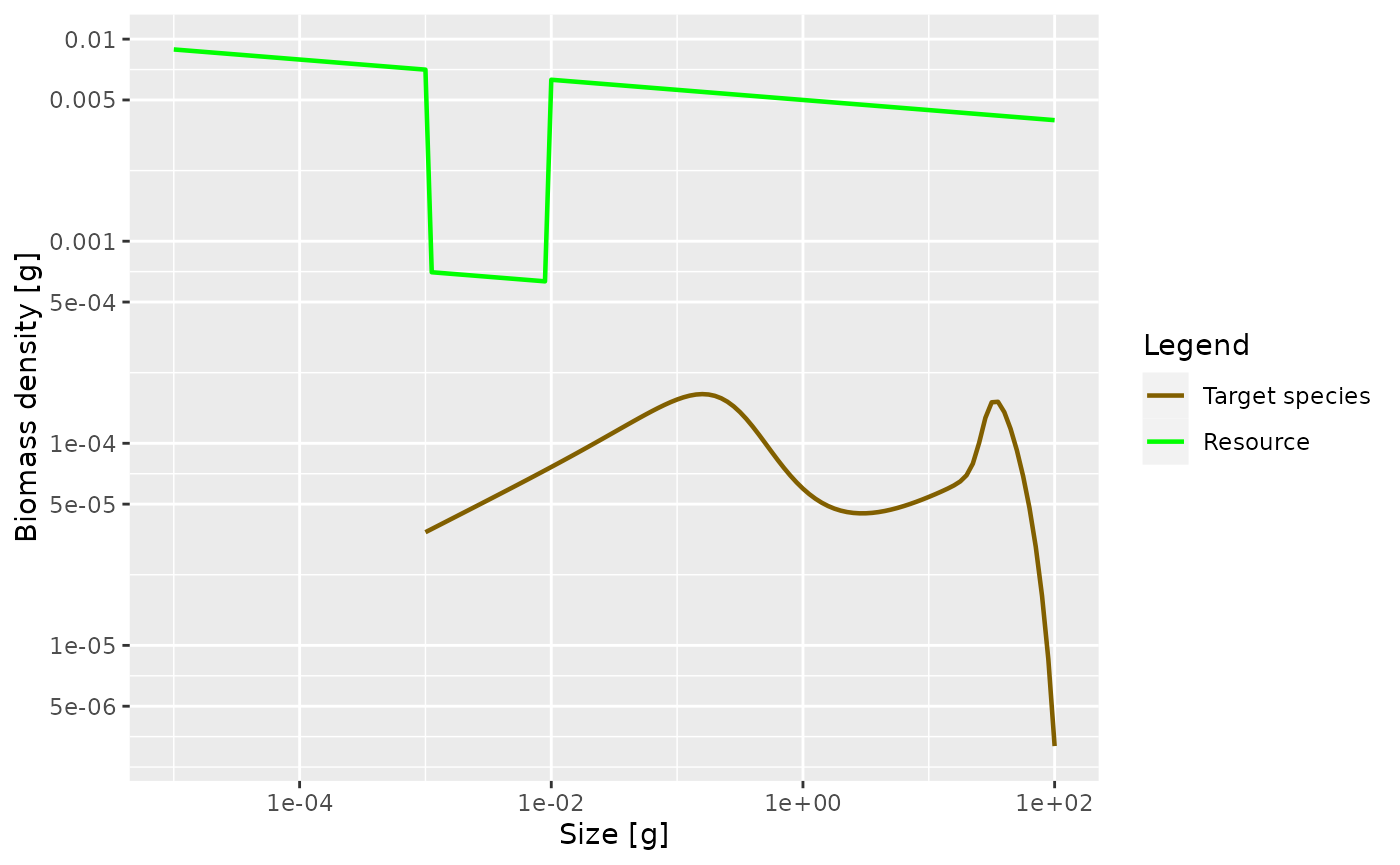 0.01
0.005
0.001
5e-04
1e-04
5e-05
1e-05
5e-06
Biomass density [g]
1e-04 1e-02 1e+00 1e+02
Size [g]
Legend
Target species
Resource